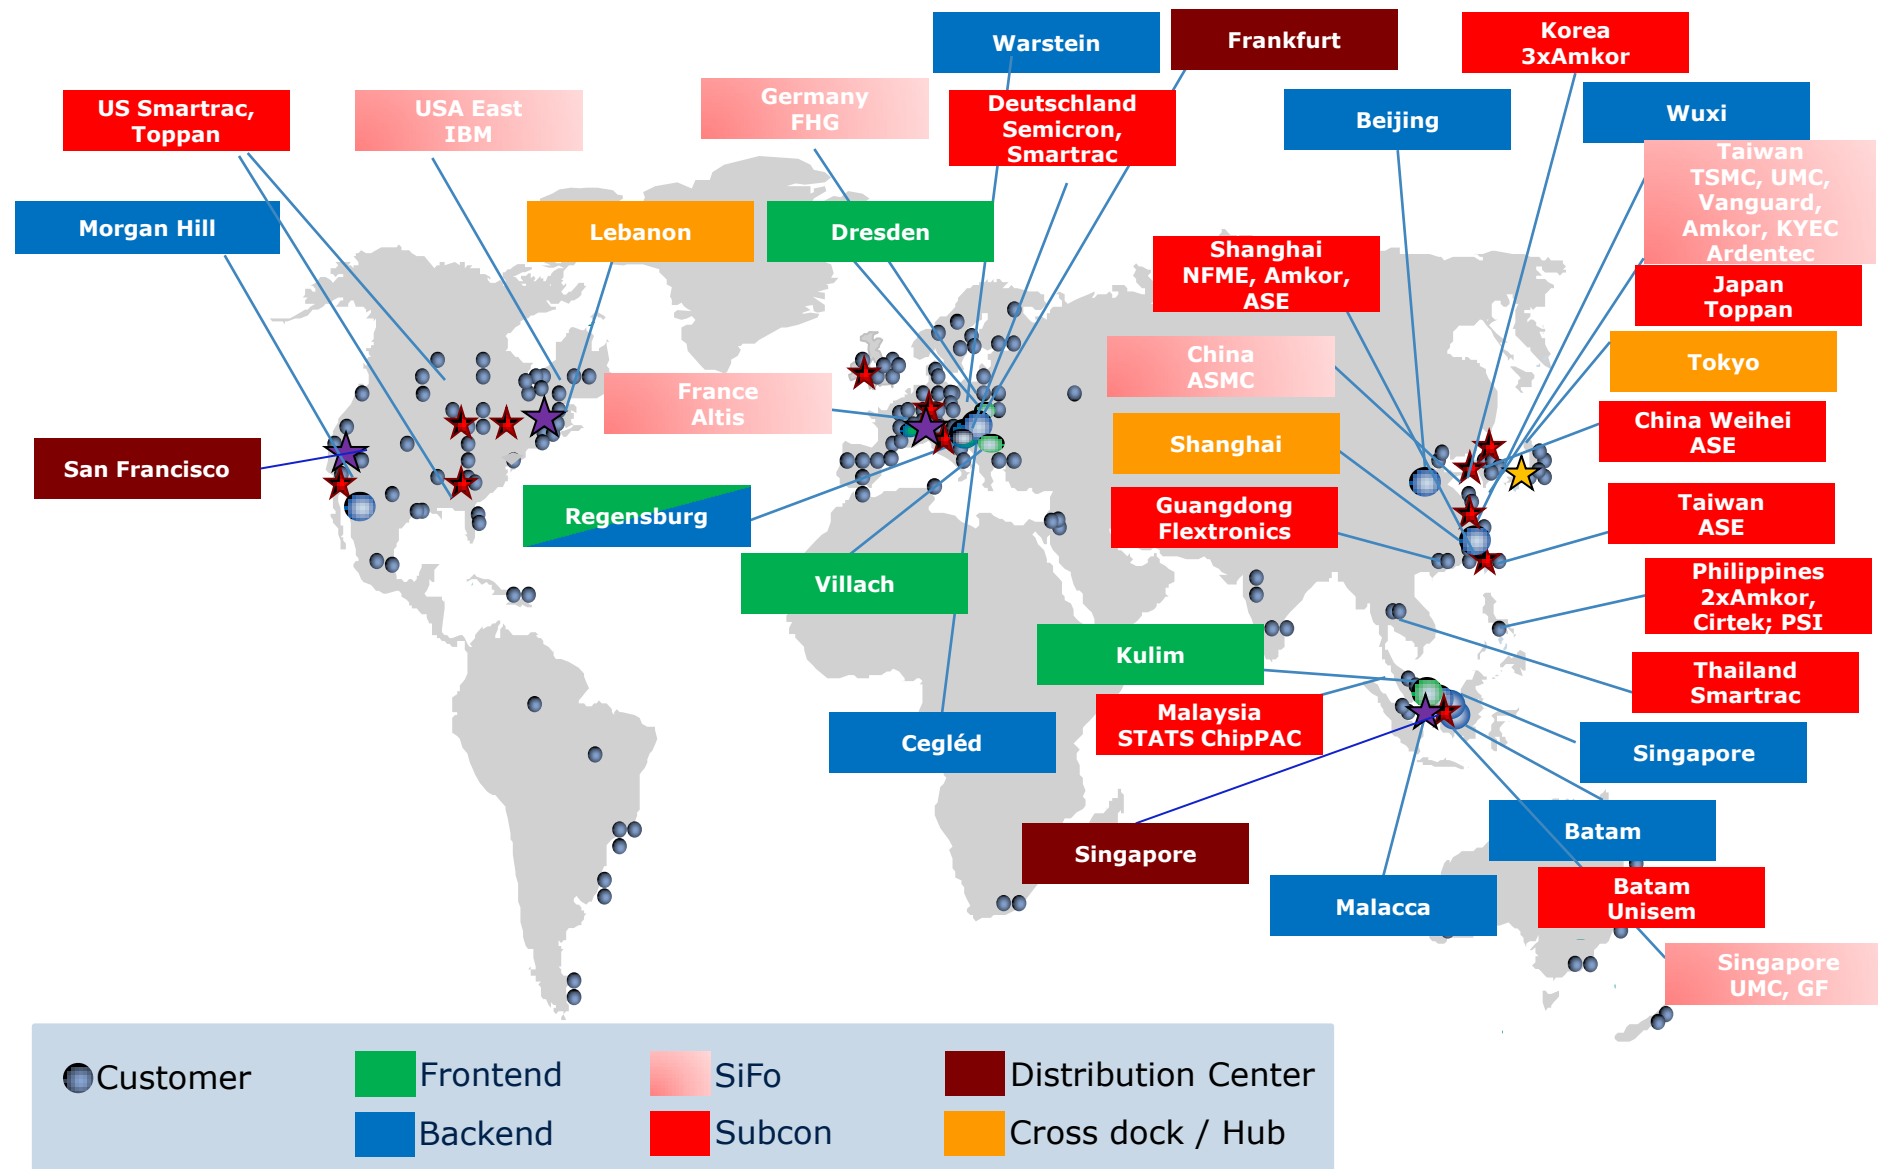 Warstein
Frankfurt
Korea
3xAmkor
US Smartrac,
Toppan
USA East
IBM
Germany
FHG
Deutschland
Semicron,
Smartrac
Beijing
Wuxi
Taiwan
TSMC, UMC,
Vanguard,
Amkor, KYEC
Ardentec
Morgan Hill
Lebanon
Dresden
Shanghai
NFME, Amkor,
ASE
Japan
Toppan
China
ASMC
Tokyo
France
Altis
China Weihei
ASE
San Francisco
Shanghai
Regensburg
Guangdong
Flextronics
Taiwan
ASE
Villach
Philippines
2xAmkor,
Cirtek; PSI
Kulim
Thailand
Smartrac
Malaysia
STATS ChipPAC
Cegléd
Singapore
Batam
Singapore
Malacca
Batam
Unisem
Singapore
UMC, GF
Customer
Frontend
SiFo
Distribution Center
Backend
Subcon
Cross dock / Hub